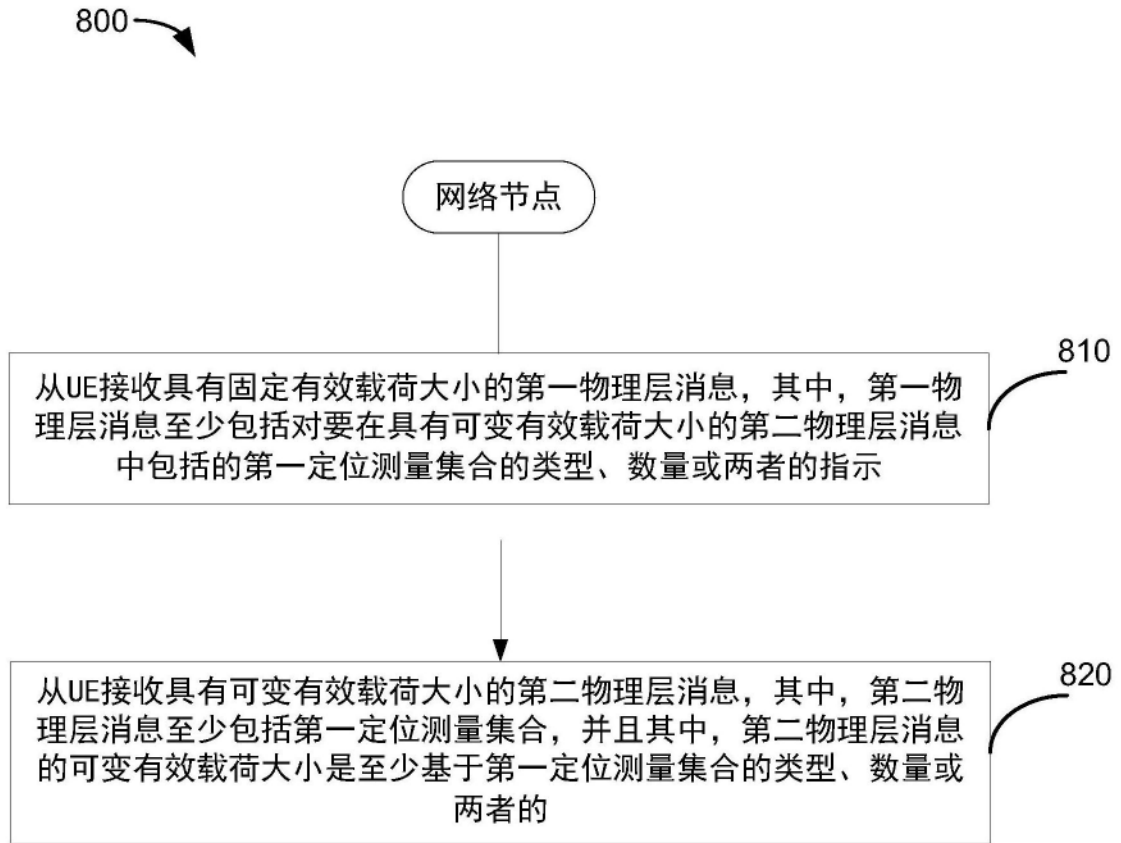 800
网络节点
810
从UE接收具有固定有效载荷大小的第一物理层消息，其中，第一物
理层消息至少包括对要在具有可变有效载荷大小的第二物理层消息
中包括的第一定位测量集合的类型、数量或两者的指示
820
从UE接收具有可变有效载荷大小的第二物理层消息，其中，第二物
理层消息至少包括第一定位测量集合，并且其中，第二物理层消息
的可变有效载荷大小是至少基于第一定位测量集合的类型、数量或
两者的